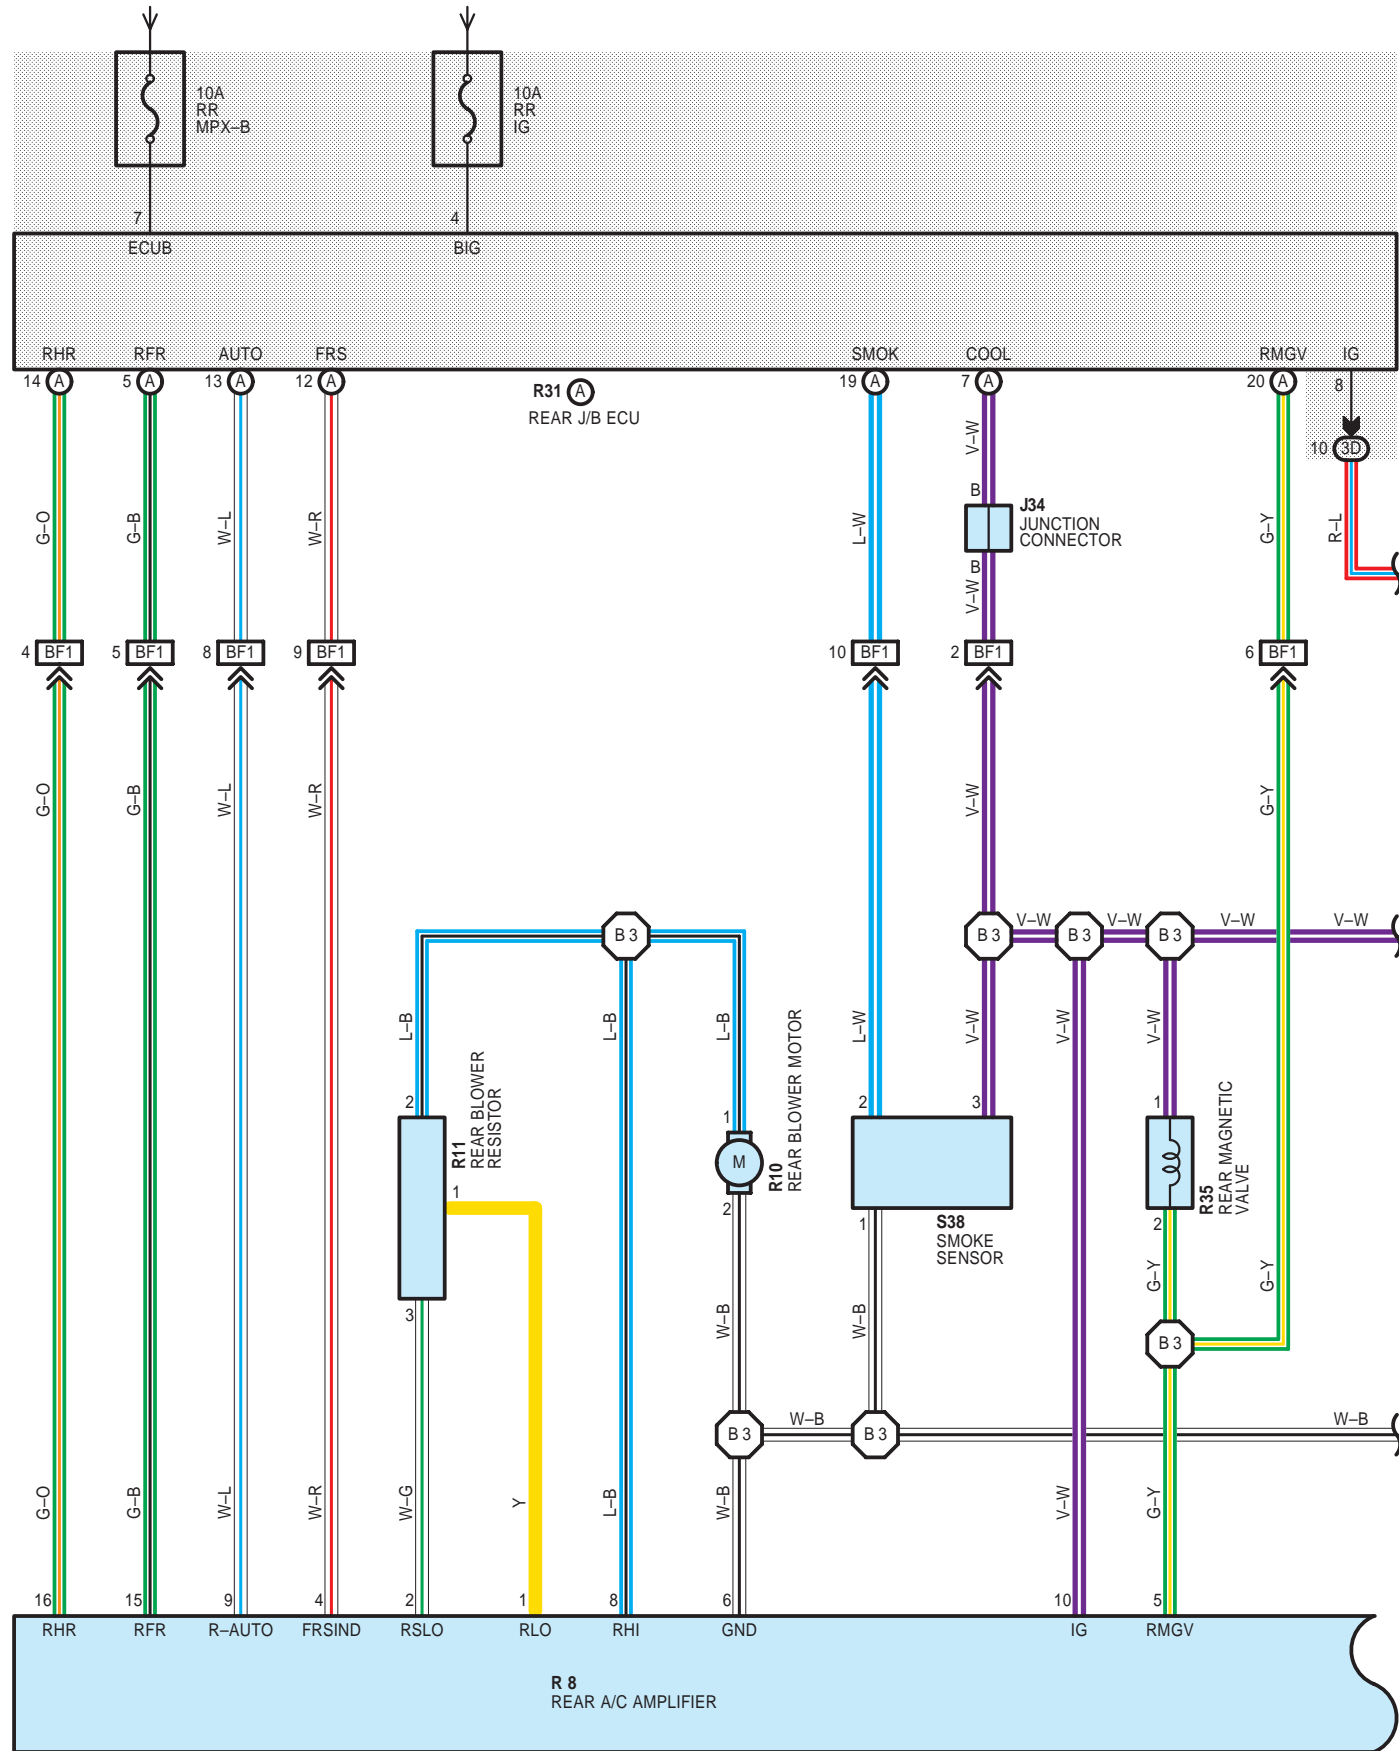 10A
RR
MPX–B
10A
RR
IG
7
4
ECUB
BIG
RHR
RFR
AUTO
FRS
SMOK
COOL
RMGV
IG
14 A
5 A
13 A
12 A
R31 A
REAR J/B ECU
19 A
7 A
20 A
8
10 3D
G–O
G–B
W–L
W–R
L–W
V–W
B
J34
JUNCTION
CONNECTOR
B
V–W
G–Y
R–L
4 BF1
5 BF1
8 BF1
9 BF1
10 BF1
2 BF1
6 BF1
G–O
G–B
W–L
W–R
V–W
G–Y
B 3
B 3
V–W
B 3
V–W
B 3
V–W
V–W
L–B
L–B
L–B
L–W
V–W
V–W
V–W
2
R11
REAR BLOWER
RESISTOR
1
3
1
M
2
R10
REAR BLOWER MOTOR
2
3
1
S38
SMOKE
SENSOR
1
2
R35
REAR MAGNETIC
VALVE
G–Y
G–Y
W–B
W–B
B 3
B 3
W–B
B 3
W–B
G–O
G–B
W–L
W–R
W–G
Y
L–B
W–B
V–W
G–Y
16
15
9
4
2
1
8
6
10
5
RHR
RFR
R–AUTO
FRSIND
RSLO
RLO
RHI
GND
IG
RMGV
R 8
REAR A/C AMPLIFIER